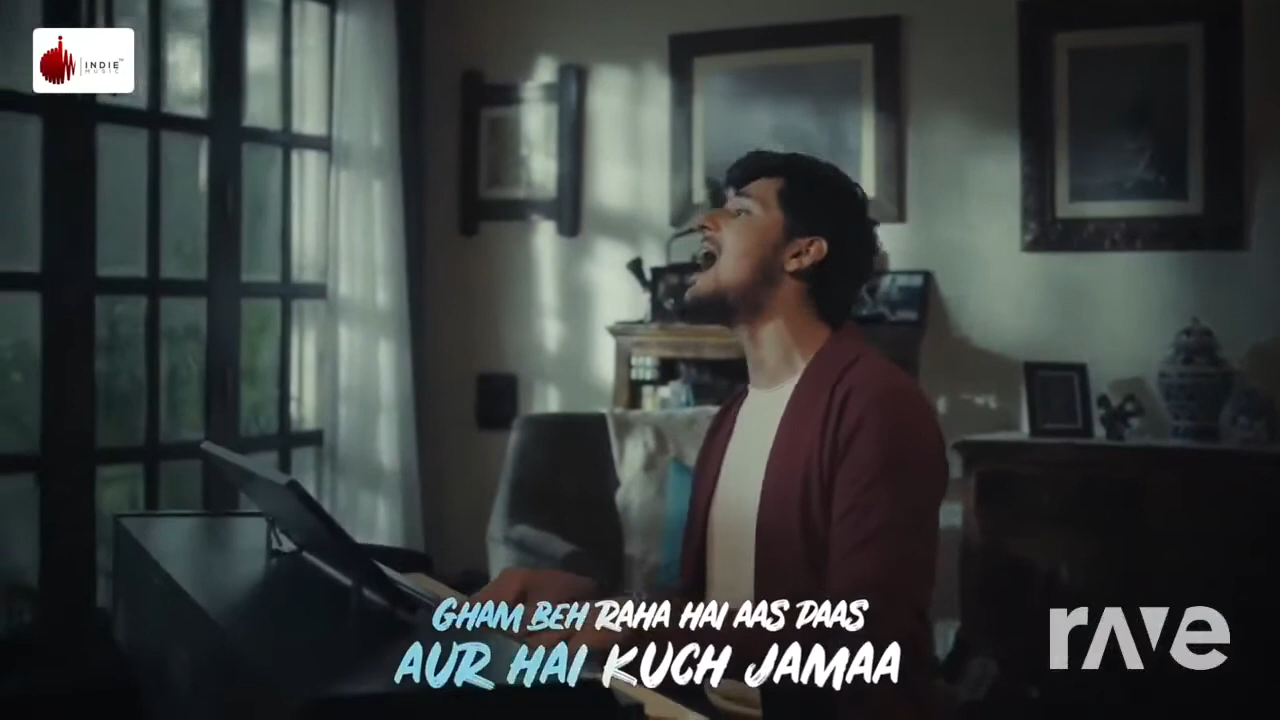 INDIE
MUSIC
GHAM BEH RAHA HAI AAS PAAS
AUR HAI KUCH JAMAA
rave